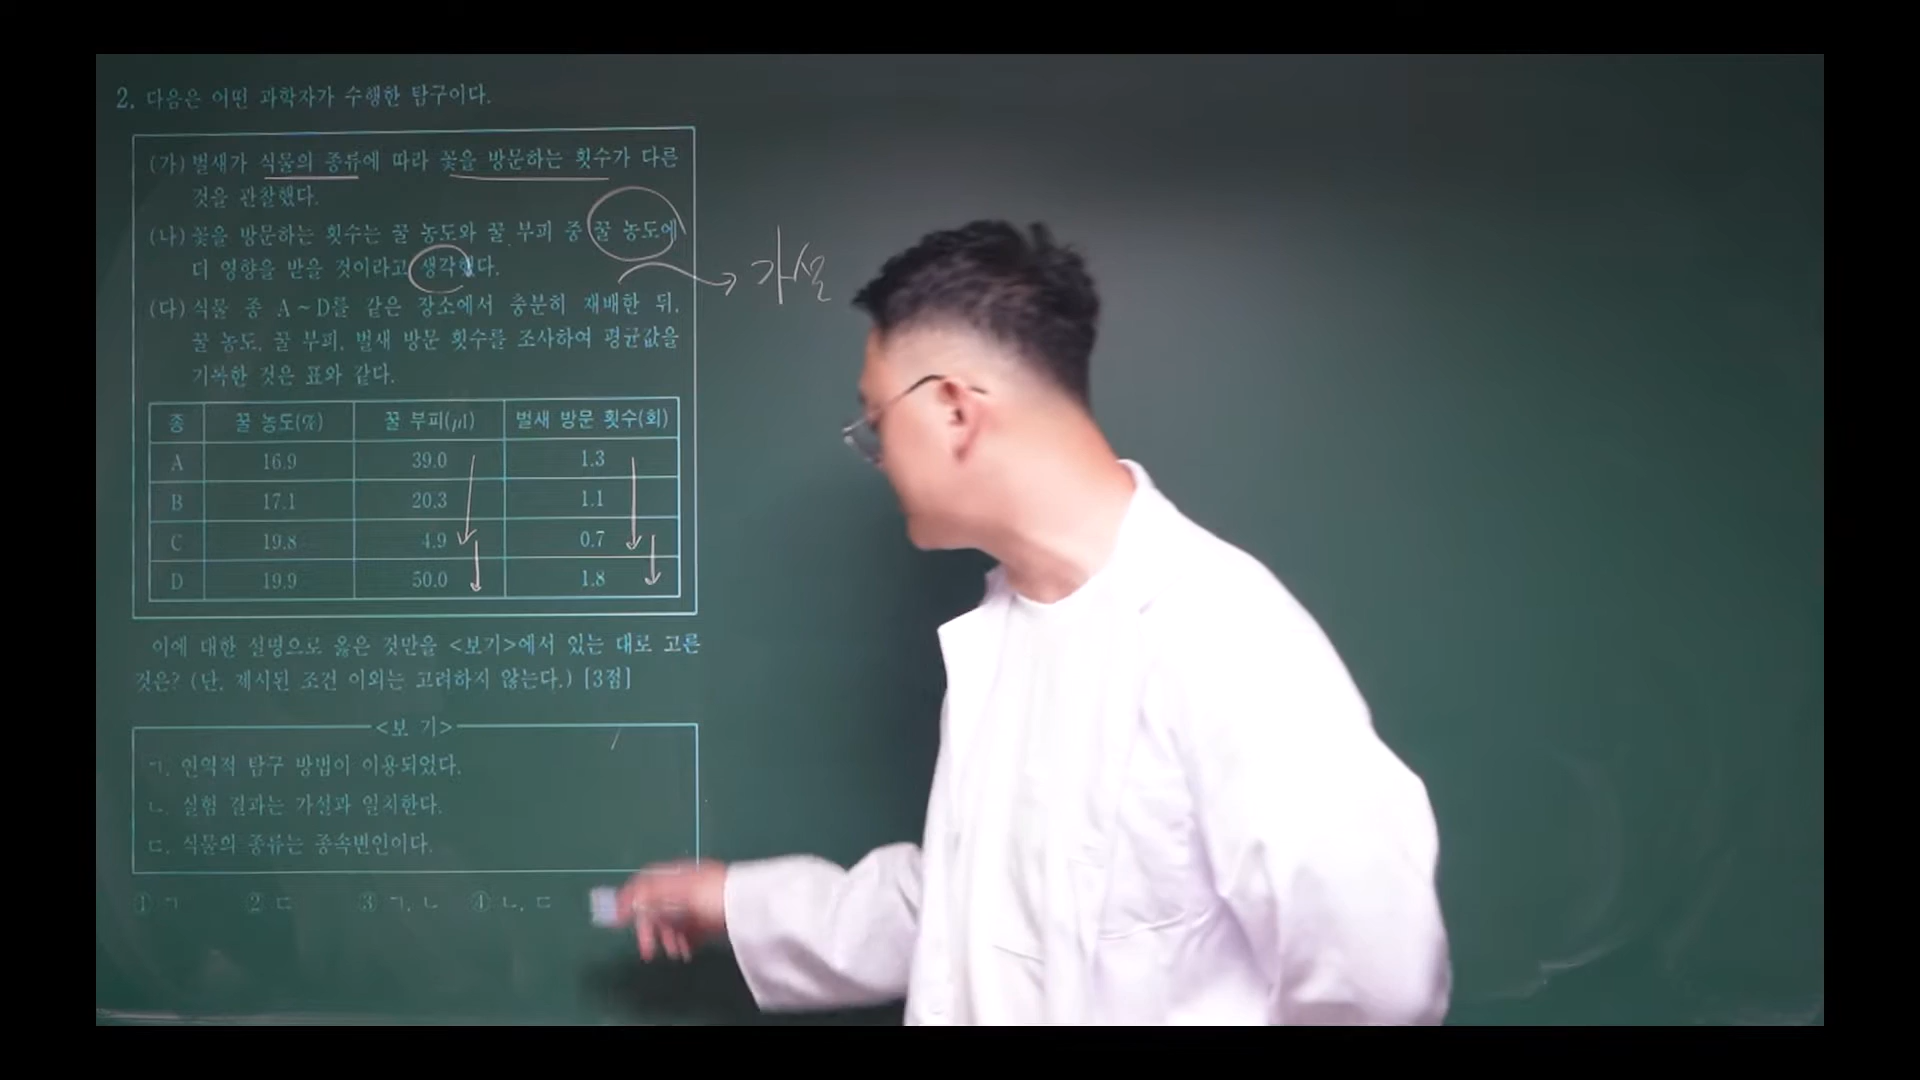 2. 다음은 어떤 과학자가 수행한 탐구이다.
(가) 벌새가 식물의 종류에 따라 꽃을 방문하는 횟수가 다른
것을 관찰했다.
(나) 꽃을 방문하는 횟수는 꿀 농도와 꿀 부피 중 꿀 농도에
더 영향을 받을 것이라고 생각했다.
가설
(다) 식물 종 A~D를 같은 장소에서 충분히 재배한 뒤,
꿀 농도, 꿀 부피, 벌새 방문 횟수를 조사하여 평균값을
기록한 것은 표와 같다.
종 꿀 농도(%) 꿀 부피(μl) 벌새 방문 횟수(회)
A 16.9 39.0 1.3
B 17.1 20.3 1.1
C 19.8 4.9 0.7
D 19.9 50.0 1.8
이에 대한 설명으로 옳은 것만을 <보기>에서 있는 대로 고른
것은? (단, 제시된 조건 이외는 고려하지 않는다.) [3점]
<보 기>
ㄱ. 연역적 탐구 방법이 이용되었다.
ㄴ. 실험 결과는 가설과 일치한다.
ㄷ. 식물의 종류는 종속변인이다.
① ㄱ ② ㄷ ③ ㄱ, ㄴ ④ ㄴ, ㄷ